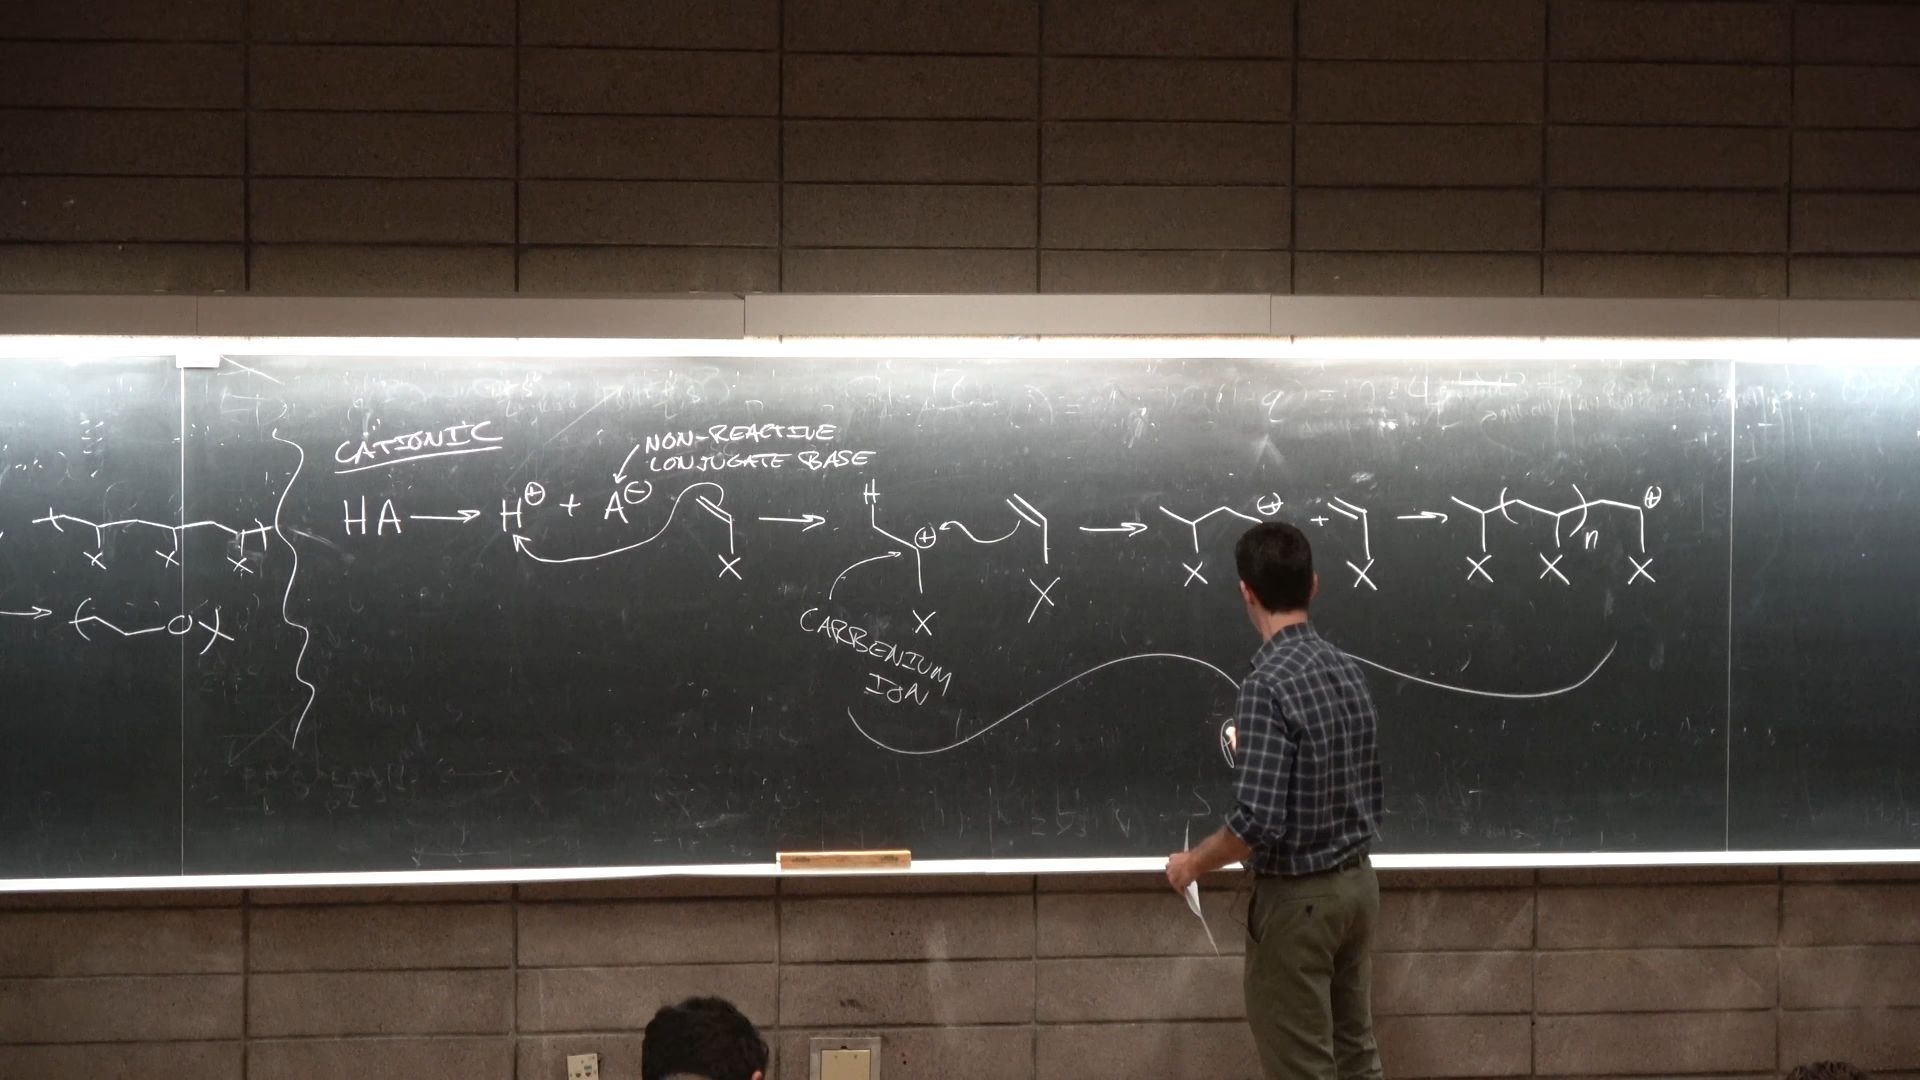 CATIONIC
NON-REACTIVE
CONJUGATE BASE
HA → H⊕ + A⊖
X
→
H
⊕
X
CARBENIUM
ION
X
→
⊕
X
+
X
→
( ) n ⊕
X X X
X X X
→ ( O )